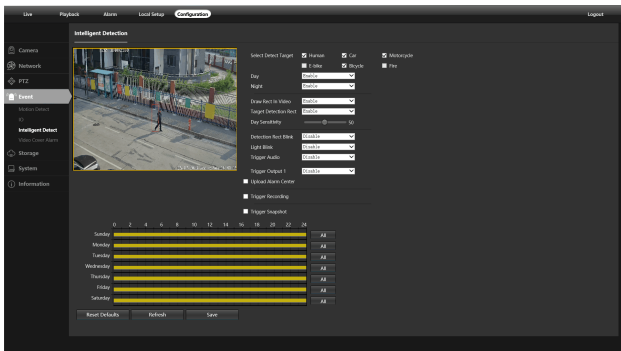 Live Playback Alarm Local Setup Configuration Logout
Intelligent Detection
Camera
Network
PTZ
Event
Motion Detect
IO
Intelligent Detect
Video Cover Alarm
Storage
System
Information
Select Detect Target Human Car Motorcycle
E-bike Bicycle Fire
Day Enable
Night Enable
Draw Rect In Video Enable
Target Detection Rect Enable
Day Sensitivity 50
Detection Rect Blink Disable
Light Blink Disable
Trigger Audio Disable
Trigger Output 1 Disable
Upload Alarm Center
Trigger Recording
Trigger Snapshot
0 2 4 6 8 10 12 14 16 18 20 22 24
Sunday All
Monday All
Tuesday All
Wednesday All
Thursday All
Friday All
Saturday All
Reset Defaults Refresh Save